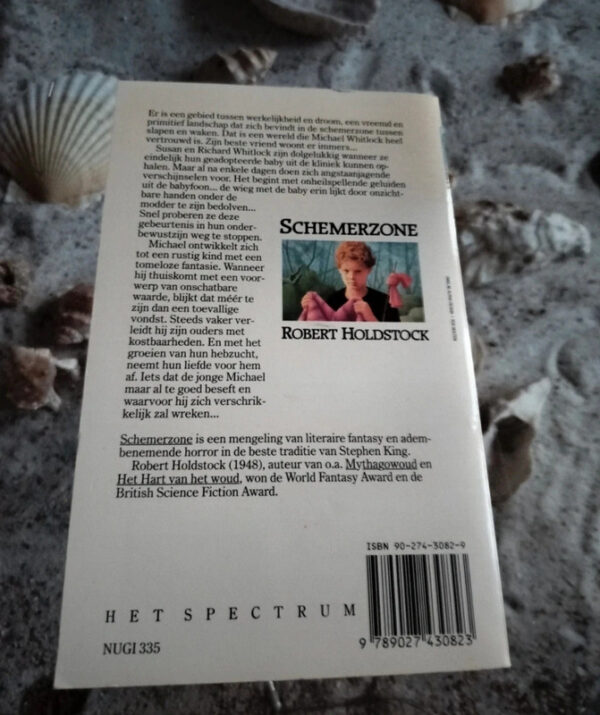 Er is een gebied tussen werkelijkheid en droom, een vreemd en
primitief landschap dat zich bevindt in de schemerzone tussen
slapen en waken. Dat is een wereld die Michael Whitlock heel
vertrouwd is. Zijn beste vriend woont er immers...
Susan en Richard Whitlock zijn dolgelukkig wanneer ze
eindelijk hun geadopteerde baby uit de kliniek kunnen op-
halen. Maar al na enkele dagen doen zich angstaanjagende
verschijnselen voor. Het begint met onheilspellende geluiden
uit de babyfoon... de wieg met de baby erin lijkt door onzicht-
bare handen onder de
modder te zijn bedolven...
Snel proberen ze deze
gebeurtenis in hun onder-
bewustzijn weg te stoppen.
Michael ontwikkelt zich
tot een rustig kind met een
tomeloze fantasie. Wanneer
hij thuiskomt met een voor-
werp van onschatbare
waarde, blijkt dat méér te
zijn dan een toevallige
vondst. Steeds vaker ver-
leidt hij zijn ouders met
kostbaarheden. En met het
groeien van hun hebzucht,
neemt hun liefde voor hem
af. Iets dat de jonge Michael
maar al te goed beseft en
waarvoor hij zich verschrik-
kelijk zal wreken...
SCHEMERZONE
ROBERT HOLDSTOCK
Schemerzone is een mengeling van literaire fantasy en adem-
benemende horror in de beste traditie van Stephen King.
Robert Holdstock (1948), auteur van o.a. Mythagowoud en
Het Hart van het woud, won de World Fantasy Award en de
British Science Fiction Award.
ISBN 90-274-3082-9
HET SPECTRUM
NUGI 335
9 789027 430823